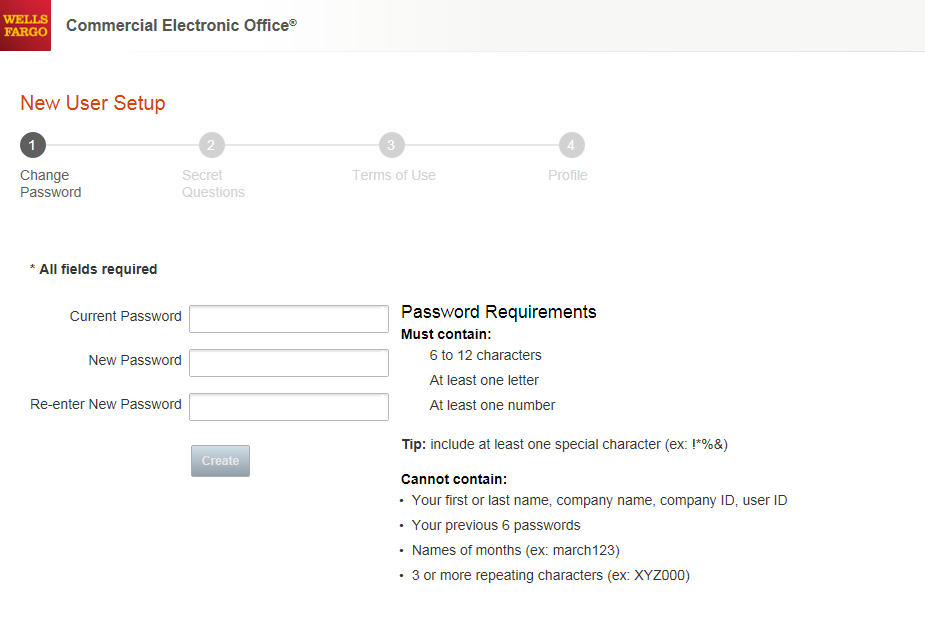 WELLS
FARGO
Commercial Electronic Office®
New User Setup
1
2
3
4
Change
Password
Secret
Questions
Terms of Use
Profile
* All fields required
Current Password
New Password
Re-enter New Password
Create
Password Requirements
Must contain:
6 to 12 characters
At least one letter
At least one number
Tip: include at least one special character (ex: !*%&)
Cannot contain:
• Your first or last name, company name, company ID, user ID
• Your previous 6 passwords
• Names of months (ex: march123)
• 3 or more repeating characters (ex: XYZ000)